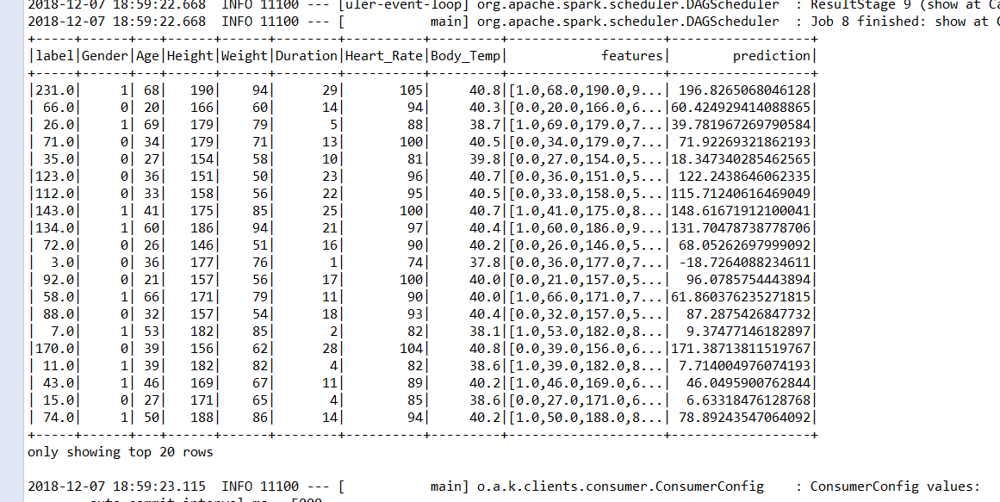 2018-12-07 18:59:22.668  INFO 11100 --- [uler-event-loop] org.apache.spark.scheduler.DAGScheduler  : ResultStage 9 (show at Ca
2018-12-07 18:59:22.668  INFO 11100 --- [           main] org.apache.spark.scheduler.DAGScheduler  : Job 8 finished: show at C
+-----+------+---+------+------+--------+----------+---------+--------------------+------------------+
|label|Gender|Age|Height|Weight|Duration|Heart_Rate|Body_Temp|            features|        prediction|
+-----+------+---+------+------+--------+----------+---------+--------------------+------------------+
|231.0|     1| 68|   190|    94|      29|       105|     40.8|[1.0,68.0,190.0,9...| 196.8265068046128|
| 66.0|     0| 20|   166|    60|      14|        94|     40.3|[0.0,20.0,166.0,6...|60.424929414088865|
| 26.0|     1| 69|   179|    79|       5|        88|     38.7|[1.0,69.0,179.0,7...|39.781967269790584|
| 71.0|     0| 34|   179|    71|      13|       100|     40.5|[0.0,34.0,179.0,7...| 71.92269321862193|
| 35.0|     0| 27|   154|    58|      10|        81|     39.8|[0.0,27.0,154.0,5...|18.347340285462565|
|123.0|     0| 36|   151|    50|      23|        96|     40.7|[0.0,36.0,151.0,5...| 122.2438646062335|
|112.0|     0| 33|   158|    56|      22|        95|     40.5|[0.0,33.0,158.0,5...|115.71240616469049|
|143.0|     1| 41|   175|    85|      25|       100|     40.7|[1.0,41.0,175.0,8...|148.61671912100041|
|134.0|     1| 60|   186|    94|      21|        97|     40.4|[1.0,60.0,186.0,9...|131.70478738778706|
| 72.0|     0| 26|   146|    51|      16|        90|     40.2|[0.0,26.0,146.0,5...| 68.05262697999092|
|  3.0|     0| 36|   177|    76|       1|        74|     37.8|[0.0,36.0,177.0,7...| -18.7264088234611|
| 92.0|     0| 21|   157|    56|      17|       100|     40.0|[0.0,21.0,157.0,5...|  96.0785754443894|
| 58.0|     1| 66|   171|    79|      11|        90|     40.0|[1.0,66.0,171.0,7...|61.860376235271815|
| 88.0|     0| 32|   157|    54|      18|        93|     40.4|[0.0,32.0,157.0,5...|  87.2875426847732|
|  7.0|     1| 53|   182|    85|       2|        82|     38.1|[1.0,53.0,182.0,8...|  9.37477146182897|
|170.0|     0| 39|   156|    62|      28|       104|     40.8|[0.0,39.0,156.0,6...|171.38713811519767|
| 11.0|     1| 39|   182|    82|       4|        82|     38.6|[1.0,39.0,182.0,8...| 7.714004976074193|
| 43.0|     1| 46|   169|    67|      11|        89|     40.2|[1.0,46.0,169.0,6...|  46.0495900762844|
| 15.0|     0| 27|   171|    65|       4|        85|     38.6|[0.0,27.0,171.0,6...|  6.63318476128768|
| 74.0|     1| 50|   188|    86|      14|        94|     40.2|[1.0,50.0,188.0,8...| 78.89243547064092|
+-----+------+---+------+------+--------+----------+---------+--------------------+------------------+
only showing top 20 rows
2018-12-07 18:59:23.115  INFO 11100 --- [           main] o.a.k.clients.consumer.ConsumerConfig    : ConsumerConfig values:
auto.commit.interval.ms = 5000